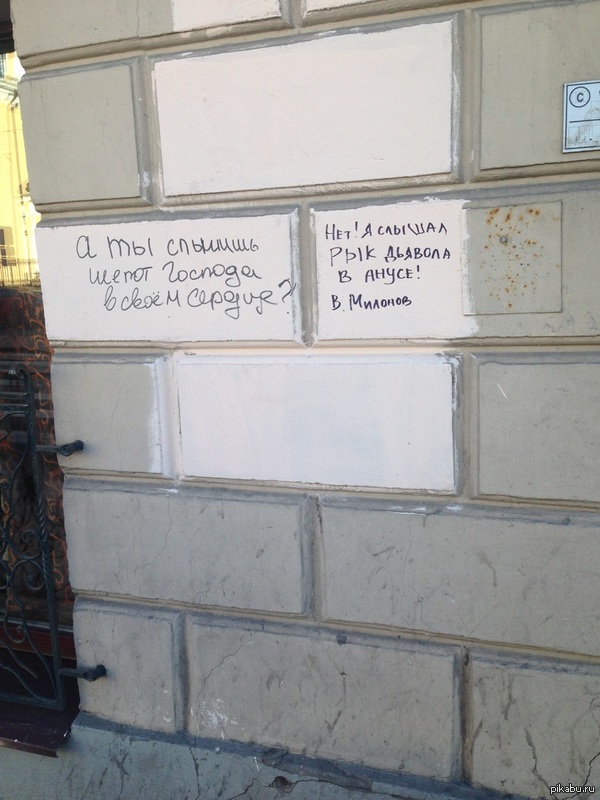 а ты слышишь
шепот Господа
в своём сердце?
Нет! Я слышал
рык дьявола
в анусе!
В. Милонов
©
pikabu.ru